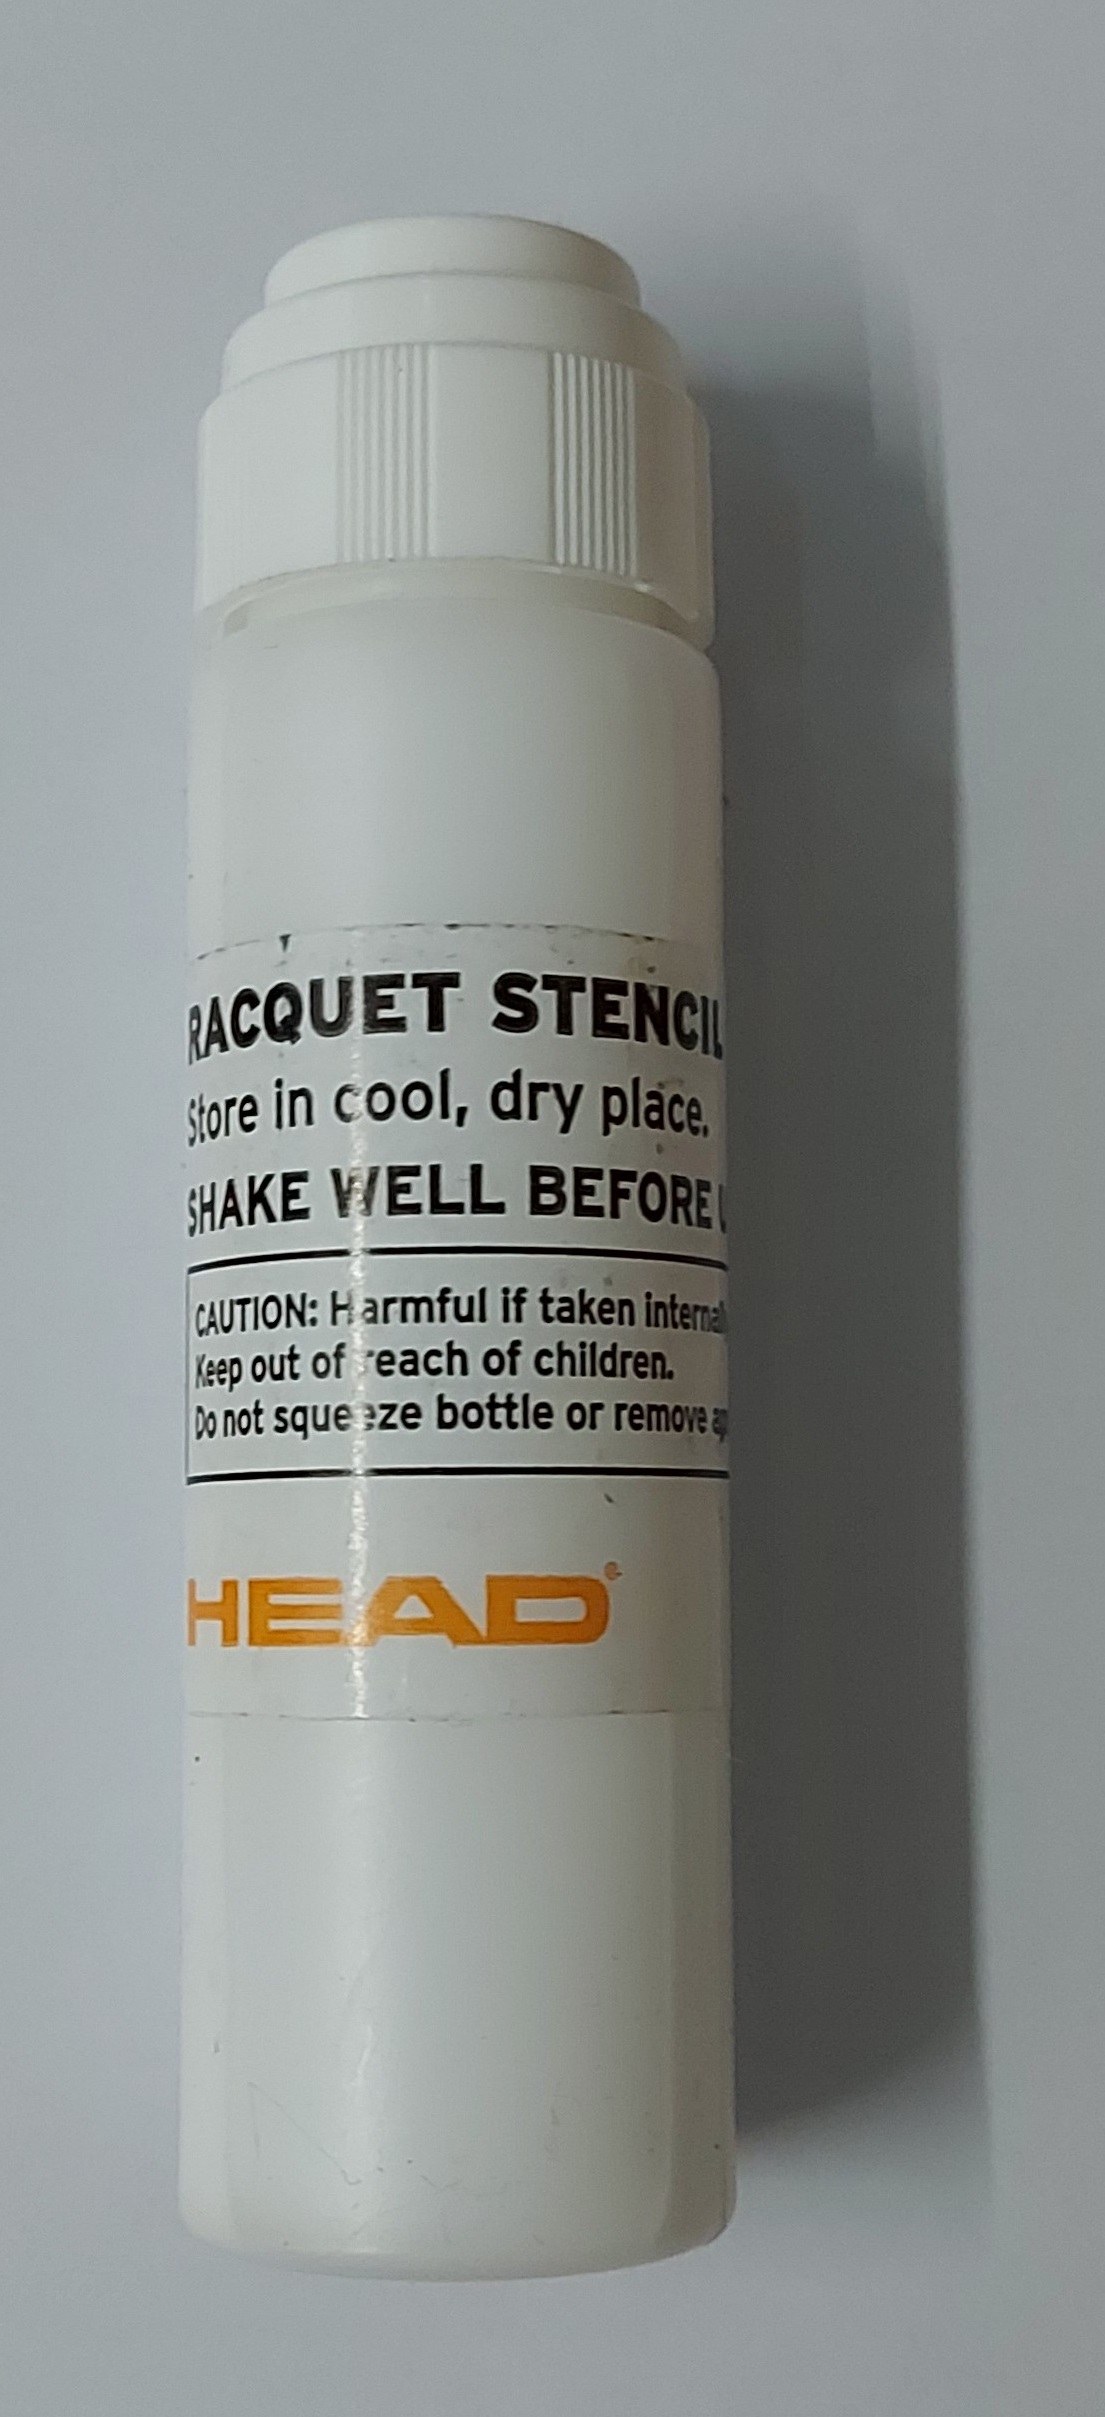 RACQUET STENCIL
Store in cool, dry place.
SHAKE WELL BEFORE
CAUTION: Harmful if taken
Keep out of reach of children.
Do not squeeze bottle or remove
HEAD